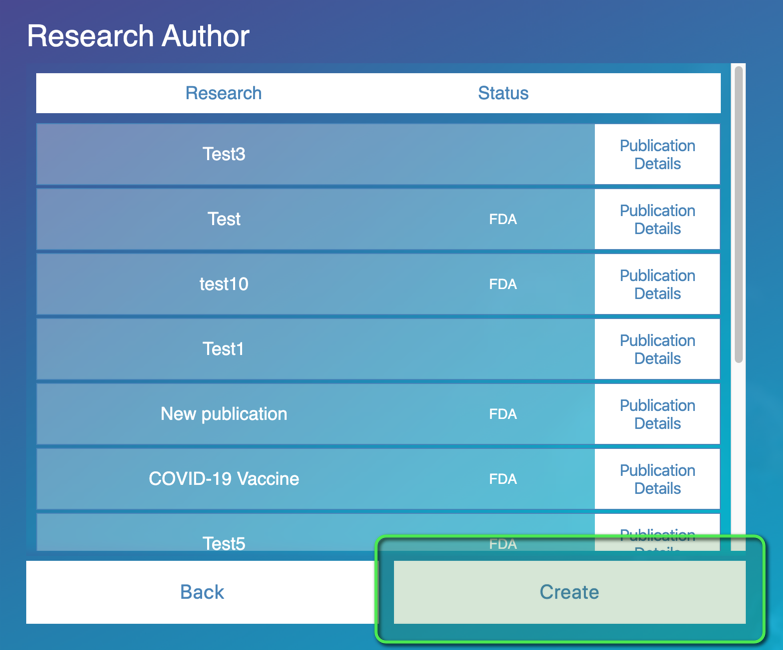 Research Author
Research Status
Test3 Publication Details
Test FDA Publication Details
test10 FDA Publication Details
Test1 Publication Details
New publication FDA Publication Details
COVID-19 Vaccine FDA Publication Details
Test5 FDA Publication Details
Back Create